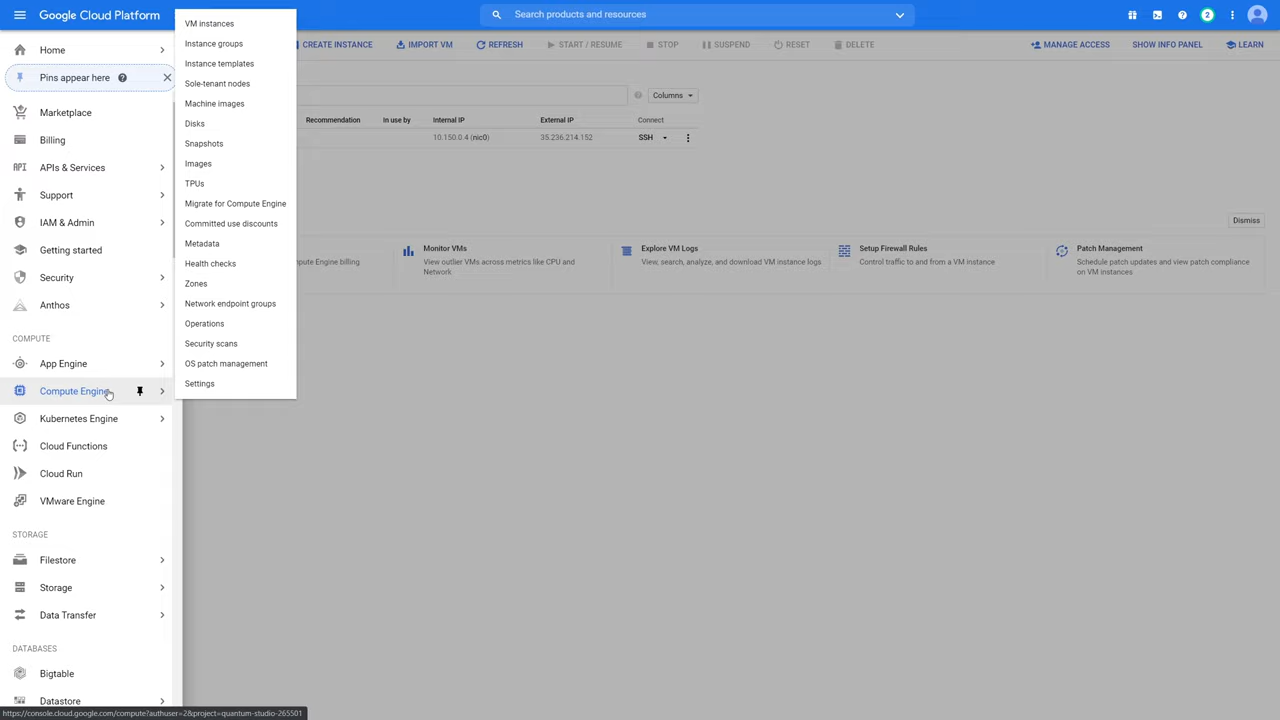 Google Cloud Platform
Search products and resources
2
Home
Pins appear here
Marketplace
Billing
API
APIs & Services
Support
IAM & Admin
Getting started
Security
Anthos
COMPUTE
App Engine
Compute Engine
Kubernetes Engine
Cloud Functions
Cloud Run
VMware Engine
STORAGE
Filestore
Storage
Data Transfer
DATABASES
Bigtable
Datastore
VM instances
Instance groups
Instance templates
Sole-tenant nodes
Machine images
Disks
Snapshots
Images
TPUs
Migrate for Compute Engine
Committed use discounts
Metadata
Health checks
Zones
Network endpoint groups
Operations
Security scans
OS patch management
Settings
CREATE INSTANCE
IMPORT VM
REFRESH
START / RESUME
STOP
SUSPEND
RESET
DELETE
MANAGE ACCESS
SHOW INFO PANEL
LEARN
Columns
Recommendation
In use by
Internal IP
External IP
Connect
10.150.0.4 (nic0)
35.236.214.152
SSH
Dismiss
Compute Engine billing
Monitor VMs
View outlier VMs across metrics like CPU and
Network
Explore VM Logs
View, search, analyze, and download VM instance logs
Setup Firewall Rules
Control traffic to and from a VM instance
Patch Management
Schedule patch updates and view patch compliance
on VM instances
https://console.cloud.google.com/compute?authuser=2&project=quantum-studio-265501